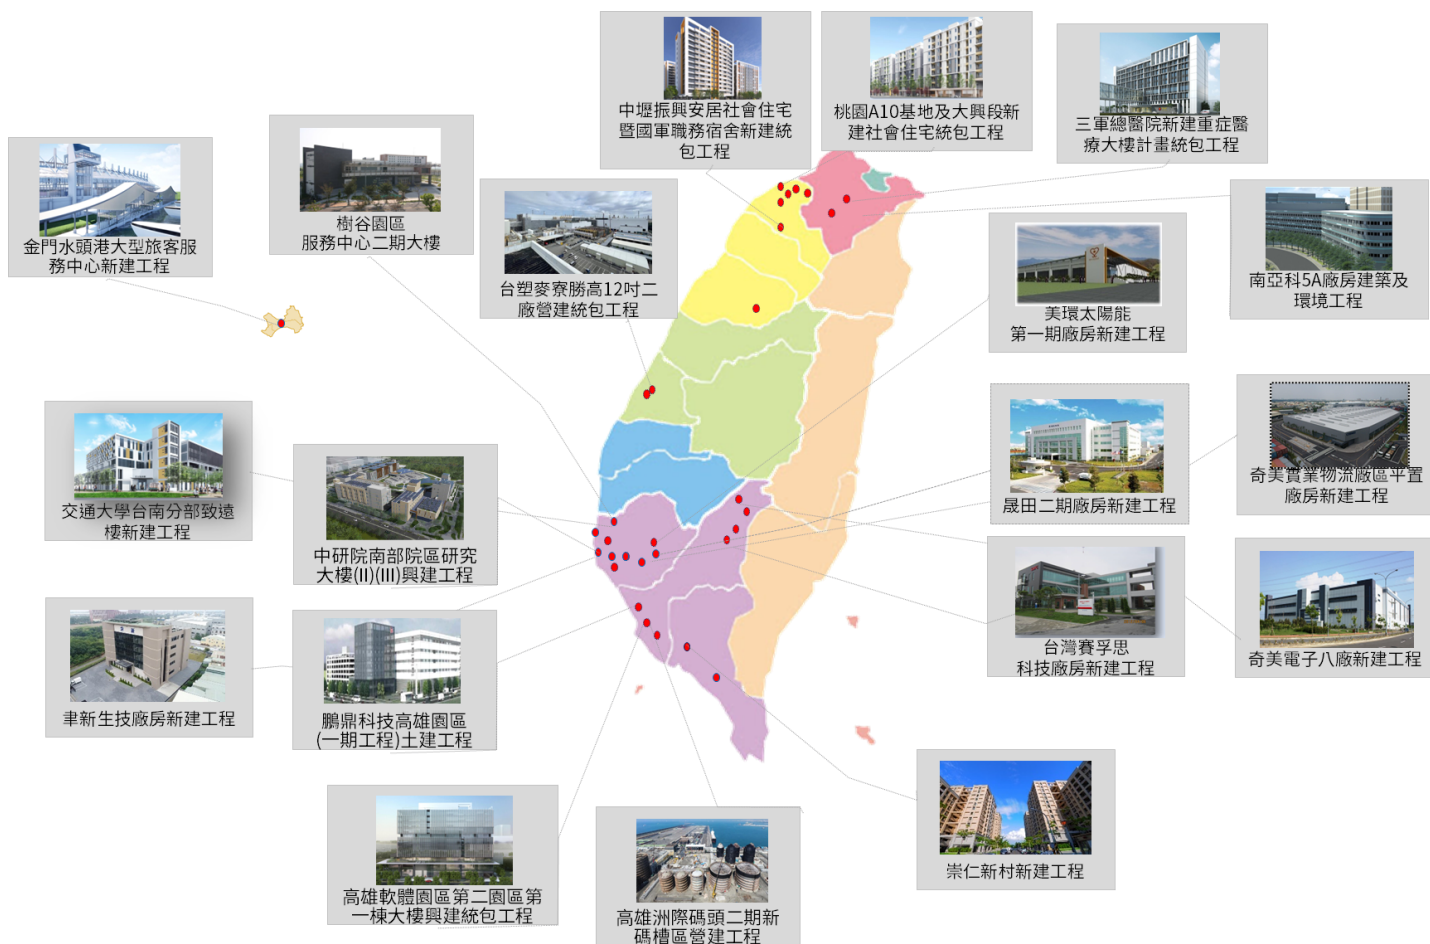 中壢振興安居社會住宅
暨國軍職務宿舍新建統
包工程
桃園A10基地及大興段新
建社會住宅統包工程
三軍總醫院新建重症醫
療大樓計畫統包工程
金門水頭港大型旅客服
務中心新建工程
樹谷園區
服務中心二期大樓
台塑麥寮勝高12吋二
廠營建統包工程
美環太陽能
第一期廠房新建工程
南亞科5A廠房建築及
環境工程
交通大學台南分部致遠
樓新建工程
中研院南部院區研究
大樓(II)(III)興建工程
晟田二期廠房新建工程
奇美實業物流廠區平置
廠房新建工程
聿新生技廠房新建工程
鵬鼎科技高雄園區
(一期工程)土建工程
台灣賽孚思
科技廠房新建工程
奇美電子八廠新建工程
高雄軟體園區第二園區第
一棟大樓興建統包工程
高雄洲際碼頭二期新
碼槽區營建工程
崇仁新村新建工程